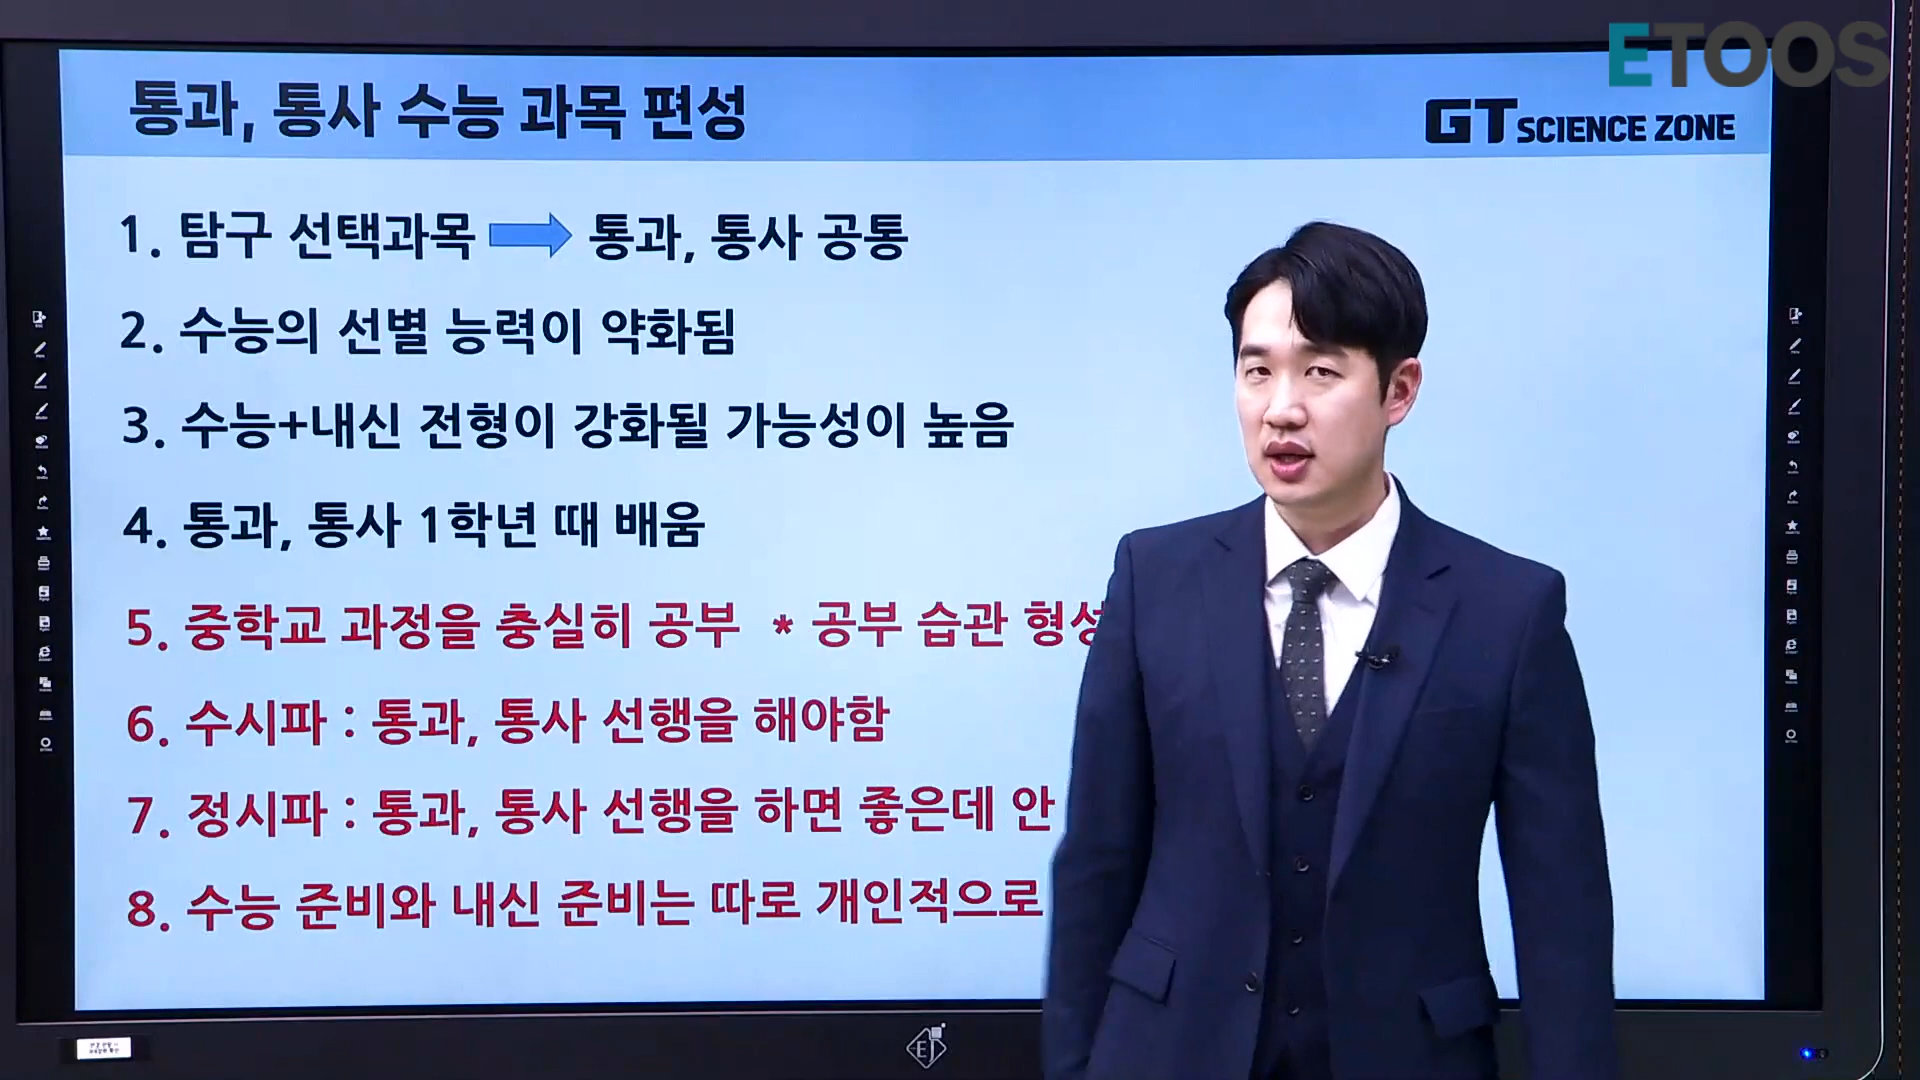 ETOOS
통과, 통사 수능 과목 편성
GT SCIENCE ZONE
1. 탐구 선택과목 통과, 통사 공통
2. 수능의 선별 능력이 약화됨
3. 수능+내신 전형이 강화될 가능성이 높음
4. 통과, 통사 1학년 때 배움
5. 중학교 과정을 충실히 공부 * 공부 습관 형성
6. 수시파 : 통과, 통사 선행을 해야함
7. 정시파 : 통과, 통사 선행을 하면 좋은데 안
8. 수능 준비와 내신 준비는 따로 개인적으로